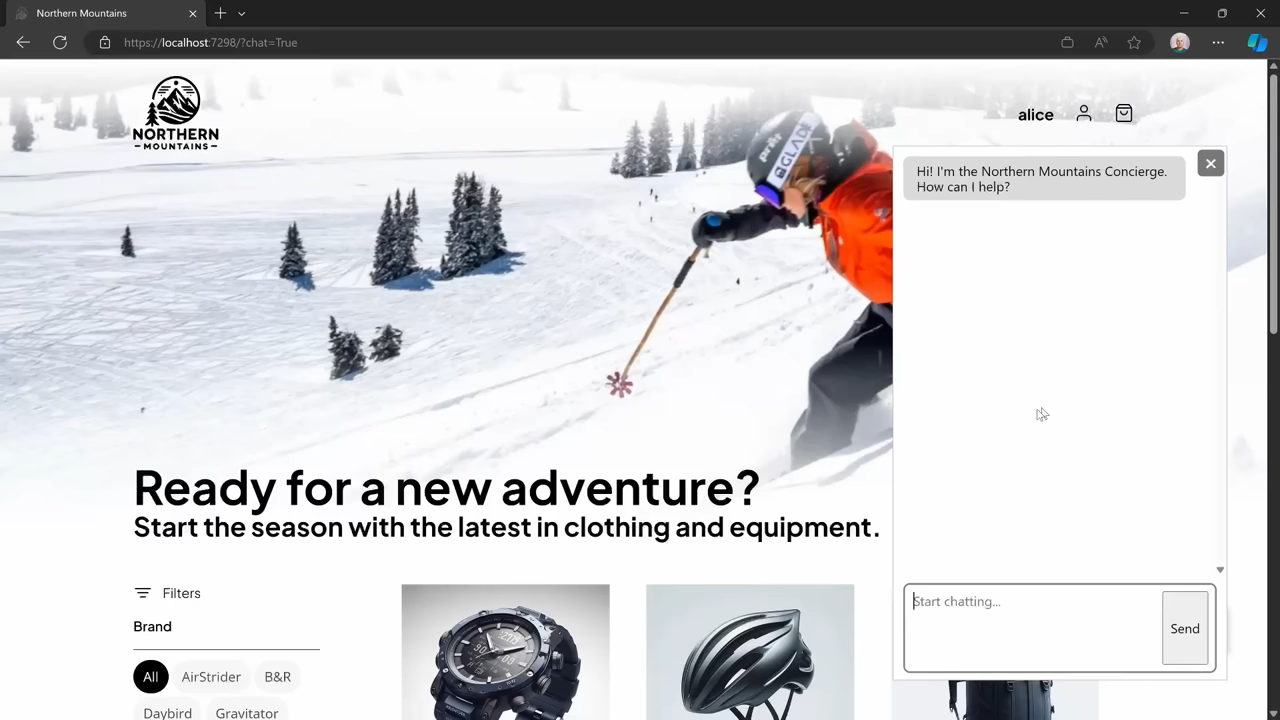 Northern Mountains
https://localhost:7298/?chat=True
NORTHERN
MOUNTAINS
alice
Hi! I'm the Northern Mountains Concierge.
How can I help?
GLADE
Ready for a new adventure?
Start the season with the latest in clothing and equipment.
Filters
Brand
All
AirStrider
B&R
Daybird
Gravitator
Start chatting...
Send